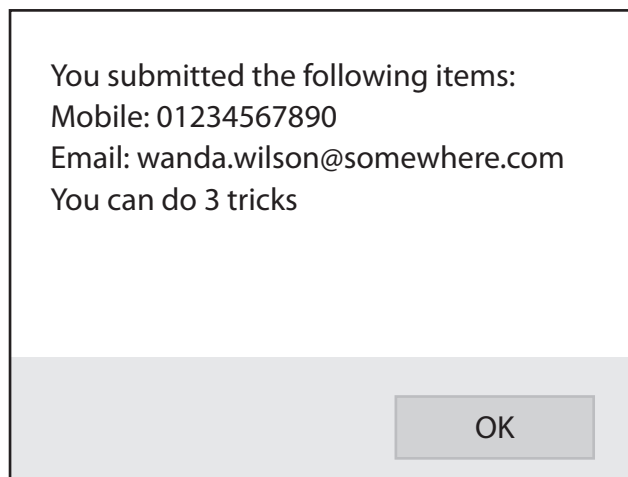 You submitted the following items:
Mobile: 01234567890
Email: wanda.wilson@somewhere.com
You can do 3 tricks
OK